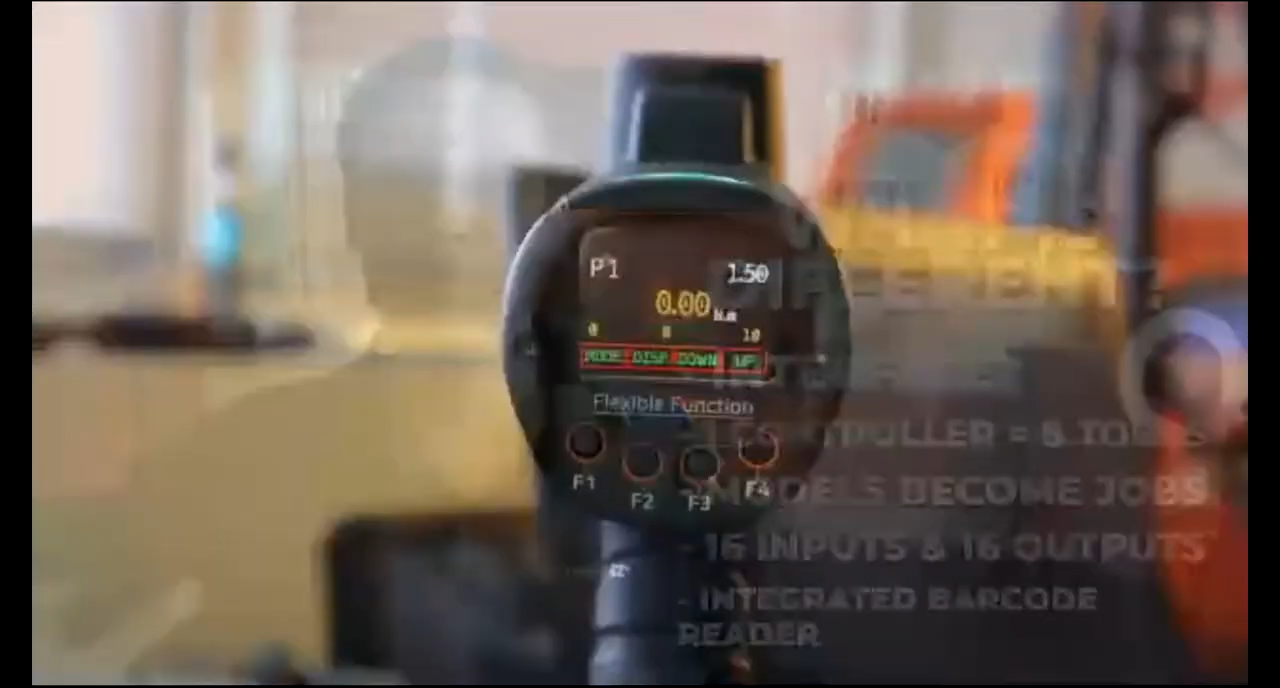 P1 1.50
0.00 N.m
0 10
MODE DISP DOWN UP
Flexible Function
F1 F2 F3 F4
- MODELS BECOME JOBS
- 16 INPUTS & 16 OUTPUTS
- INTEGRATED BARCODE
READER